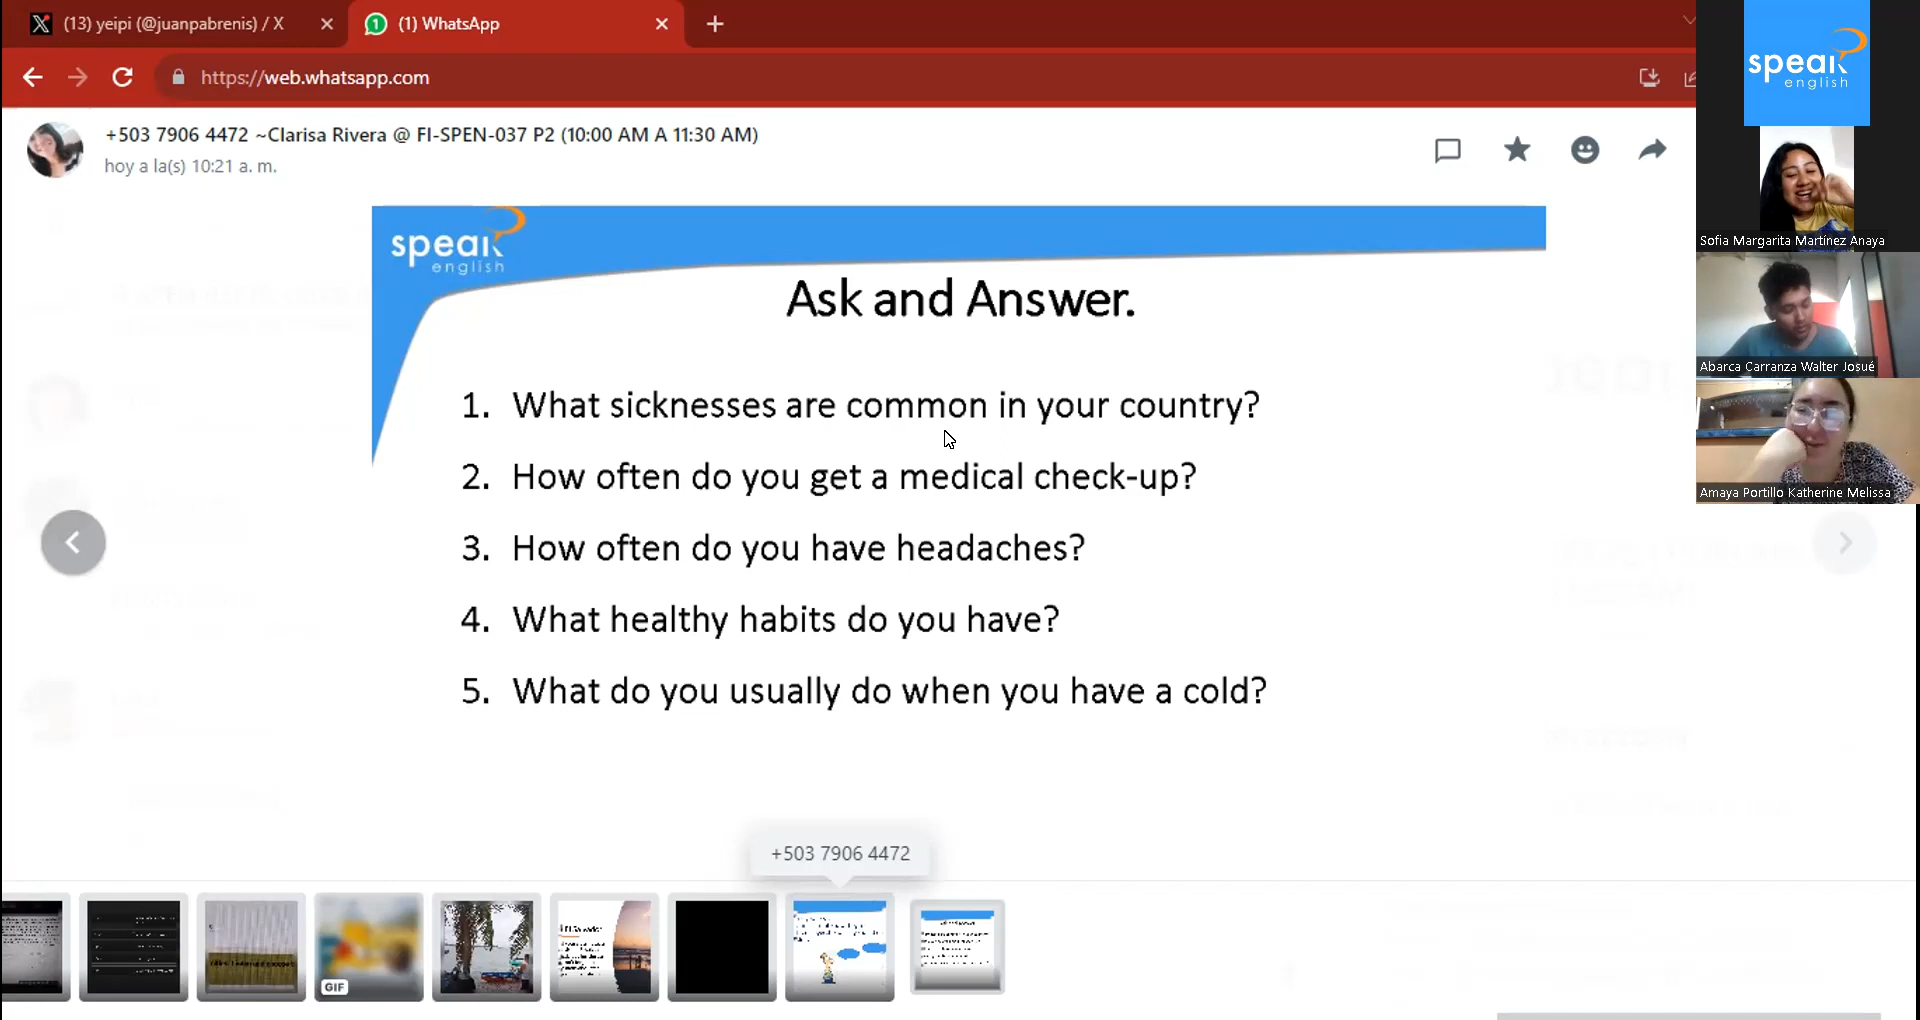 (13) yeipi (@juanpabrenis) / X
(1) WhatsApp
https://web.whatsapp.com
+503 7906 4472 ~Clarisa Rivera @ FI-SPEN-037 P2 (10:00 AM A 11:30 AM)
hoy a la(s) 10:21 a. m.
speak
english
Sofia Margarita Martínez Anaya
Abarca Carranza Walter Josué
Amaya Portillo Katherine Melissa
speak
english
Ask and Answer.
1. What sicknesses are common in your country?
2. How often do you get a medical check-up?
3. How often do you have headaches?
4. What healthy habits do you have?
5. What do you usually do when you have a cold?
+503 7906 4472
GIF